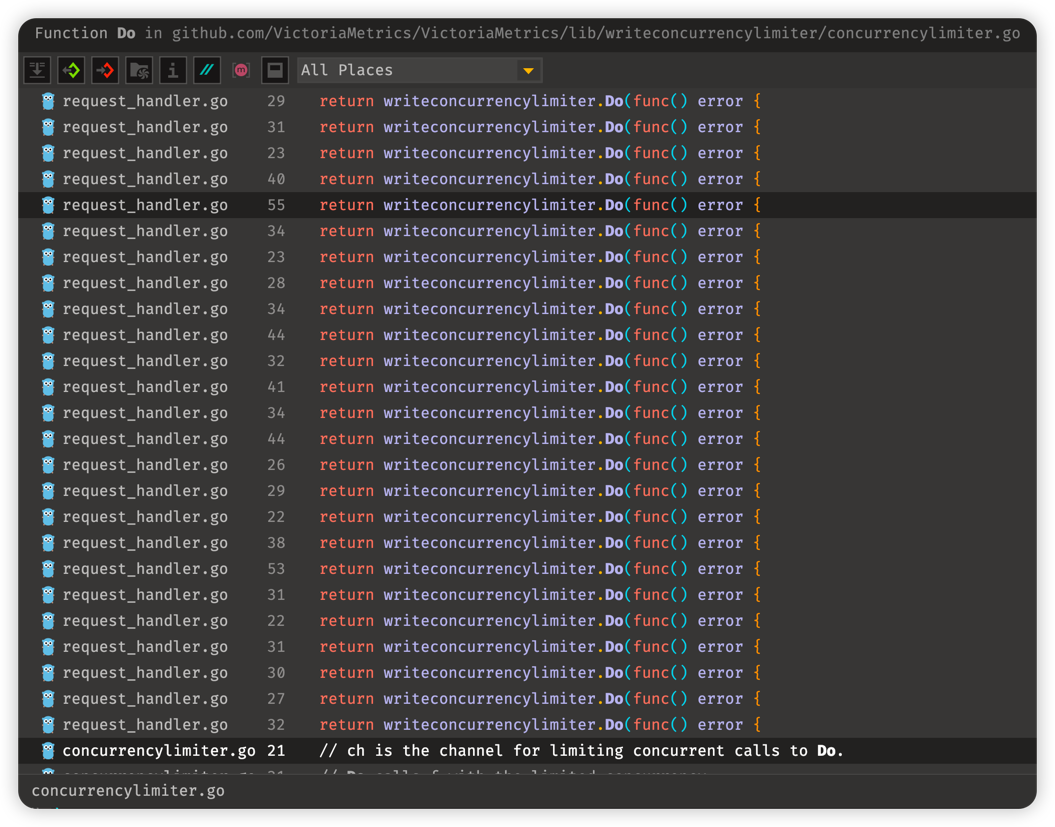 Function Do in github.com/VictoriaMetrics/VictoriaMetrics/lib/writeconcurrencylimiter/concurrencylimiter.go
All Places
request_handler.go 29 return writeconcurrencylimiter.Do(func() error {
request_handler.go 31 return writeconcurrencylimiter.Do(func() error {
request_handler.go 23 return writeconcurrencylimiter.Do(func() error {
request_handler.go 40 return writeconcurrencylimiter.Do(func() error {
request_handler.go 55 return writeconcurrencylimiter.Do(func() error {
request_handler.go 34 return writeconcurrencylimiter.Do(func() error {
request_handler.go 23 return writeconcurrencylimiter.Do(func() error {
request_handler.go 28 return writeconcurrencylimiter.Do(func() error {
request_handler.go 34 return writeconcurrencylimiter.Do(func() error {
request_handler.go 44 return writeconcurrencylimiter.Do(func() error {
request_handler.go 32 return writeconcurrencylimiter.Do(func() error {
request_handler.go 41 return writeconcurrencylimiter.Do(func() error {
request_handler.go 34 return writeconcurrencylimiter.Do(func() error {
request_handler.go 44 return writeconcurrencylimiter.Do(func() error {
request_handler.go 26 return writeconcurrencylimiter.Do(func() error {
request_handler.go 29 return writeconcurrencylimiter.Do(func() error {
request_handler.go 22 return writeconcurrencylimiter.Do(func() error {
request_handler.go 38 return writeconcurrencylimiter.Do(func() error {
request_handler.go 53 return writeconcurrencylimiter.Do(func() error {
request_handler.go 31 return writeconcurrencylimiter.Do(func() error {
request_handler.go 22 return writeconcurrencylimiter.Do(func() error {
request_handler.go 31 return writeconcurrencylimiter.Do(func() error {
request_handler.go 30 return writeconcurrencylimiter.Do(func() error {
request_handler.go 27 return writeconcurrencylimiter.Do(func() error {
request_handler.go 32 return writeconcurrencylimiter.Do(func() error {
concurrencylimiter.go 21 // ch is the channel for limiting concurrent calls to Do.
concurrencylimiter.go